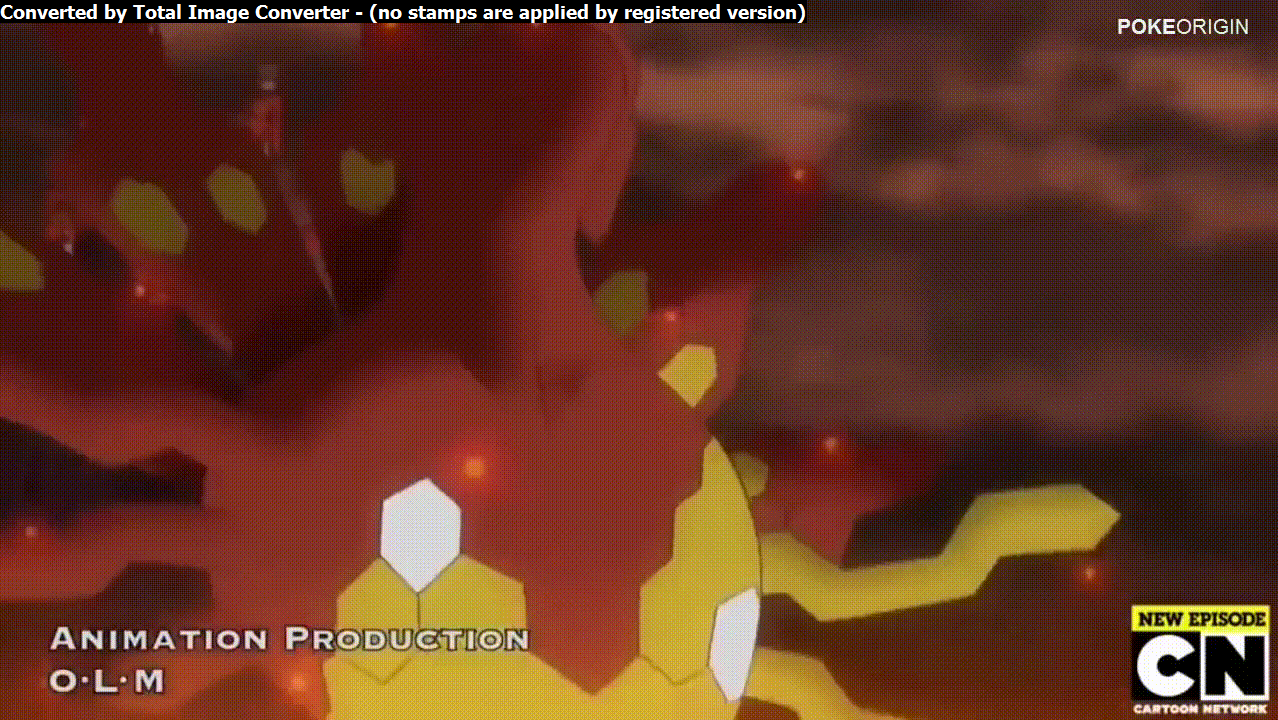 Converted by Total Image Converter - (no stamps are applied by registered version)
POKEORIGIN
ANIMATION PRODUCTION
O·L·M
NEW EPISODE
CN
CARTOON NETWORK